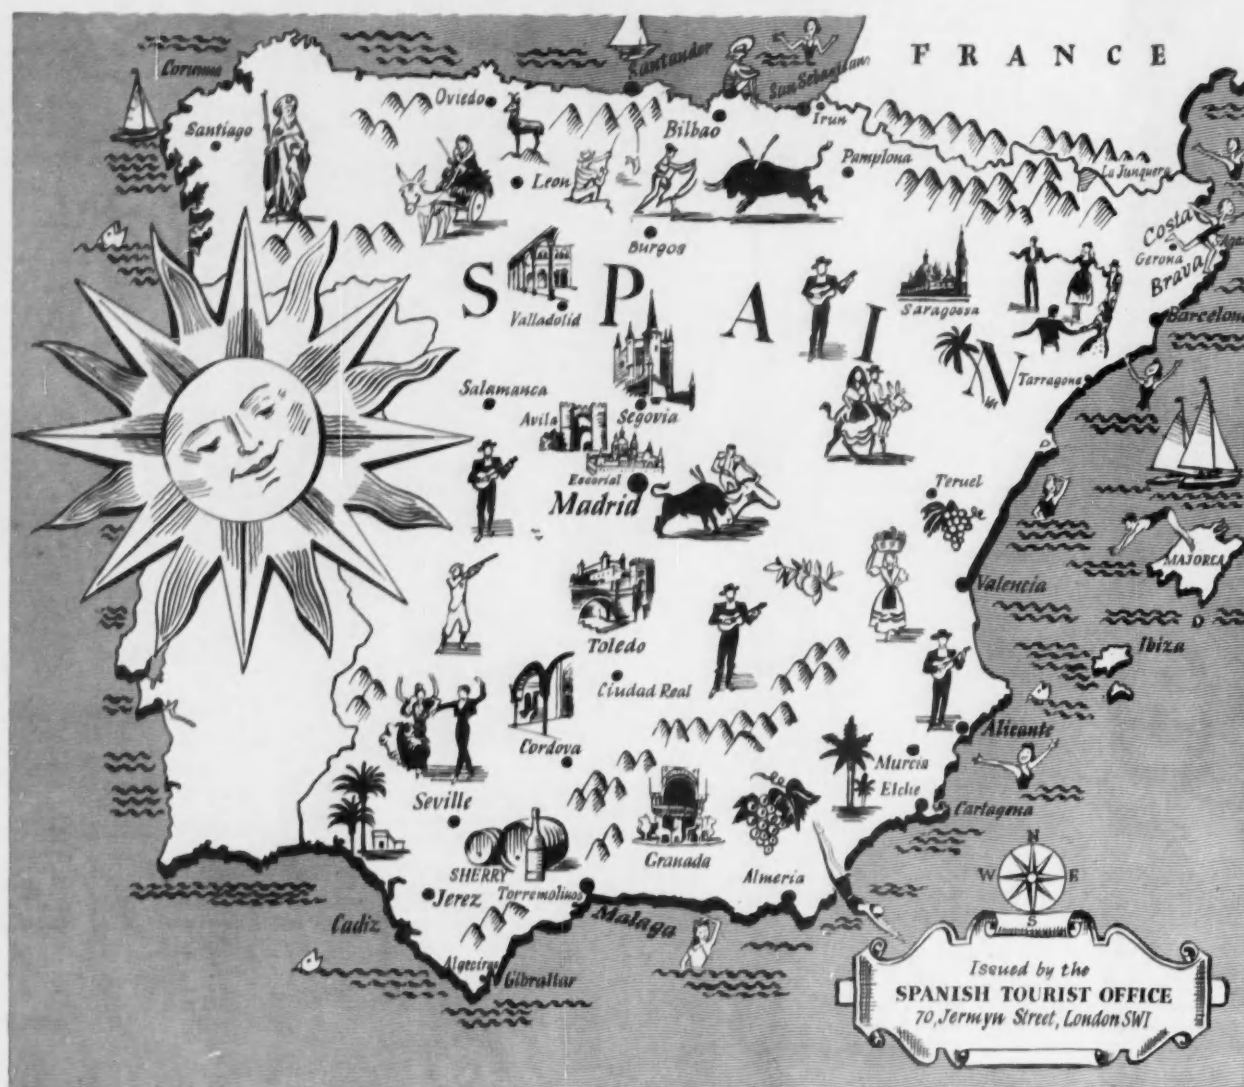 FRANCE
Santander
San Sebastian
Corunna
Oviedo
Irun
Santiago
Bilbao
Pamplona
La Junquera
Leon
Costa
Brava
Gerona
Burgos
SPAIN
Valladolid
Saragossa
Barcelona
Tarragona
Salamanca
Avila
Segovia
Escorial
Madrid
Teruel
MAJORCA
Valencia
Ibiza
Toledo
Ciudad Real
Cordova
Alicante
Murcia
Elche
Cartagena
Seville
Granada
SHERRY
Jerez
Torremolinos
Almeria
Cadiz
Malaga
Algeciras
Gibraltar
N
W E
S
Issued by the
SPANISH TOURIST OFFICE
70, Jermyn Street, London SW1